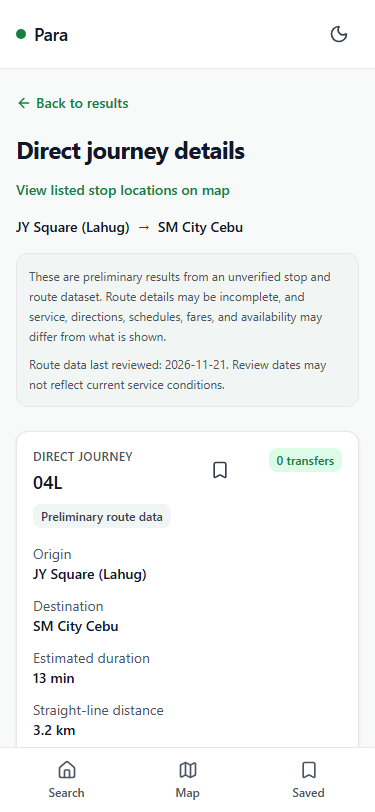 Para
← Back to results
Direct journey details
View listed stop locations on map
JY Square (Lahug) → SM City Cebu
These are preliminary results from an unverified stop and
route dataset. Route details may be incomplete, and
service, directions, schedules, fares, and availability may
differ from what is shown.
Route data last reviewed: 2026-11-21. Review dates may
not reflect current service conditions.
DIRECT JOURNEY
0 transfers
04L
Preliminary route data
Origin
JY Square (Lahug)
Destination
SM City Cebu
Estimated duration
13 min
Straight-line distance
3.2 km
Search
Map
Saved